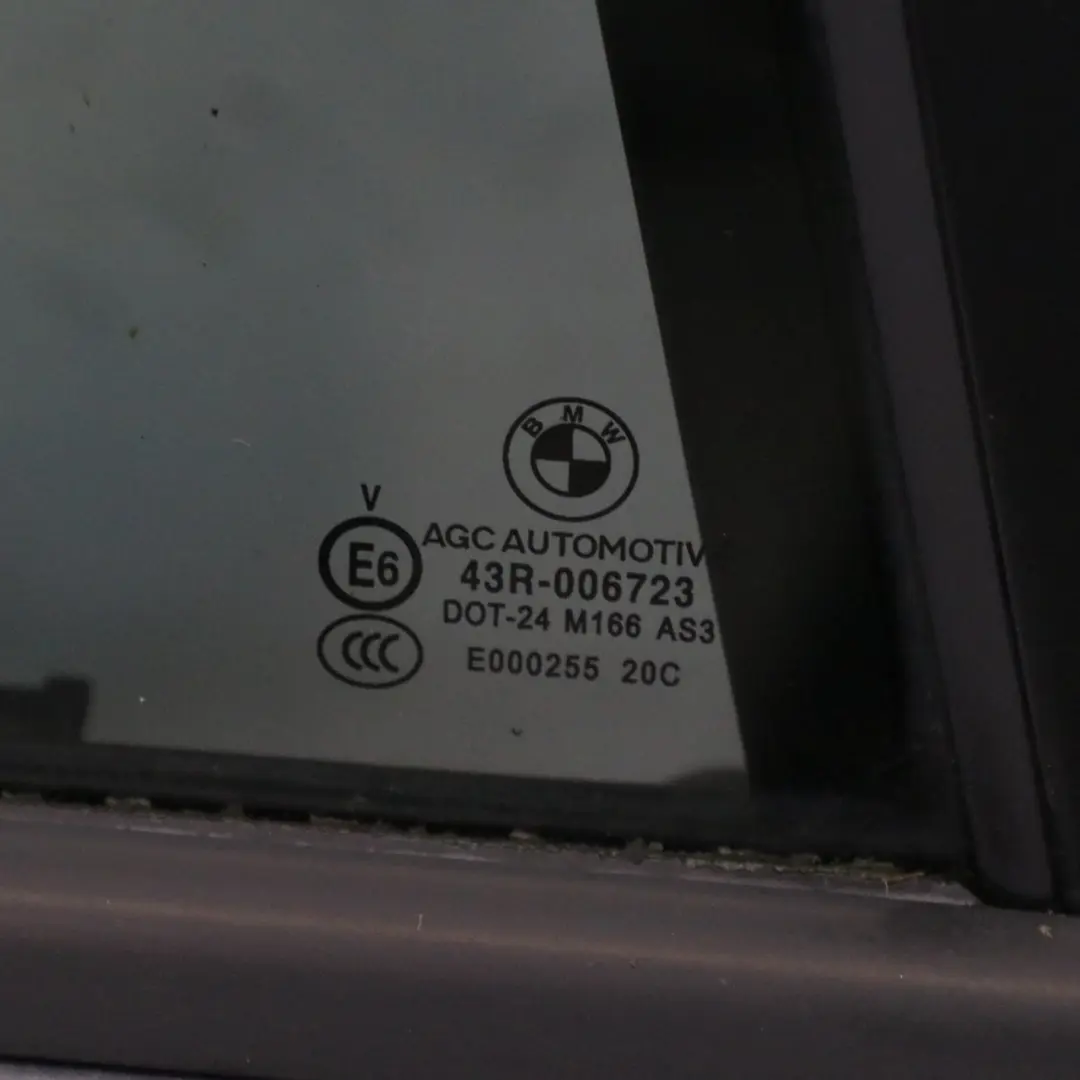 BMW
V
AGC AUTOMOTIV
E6
43R-006723
DOT-24 M166 AS3
CCC
E000255 20C